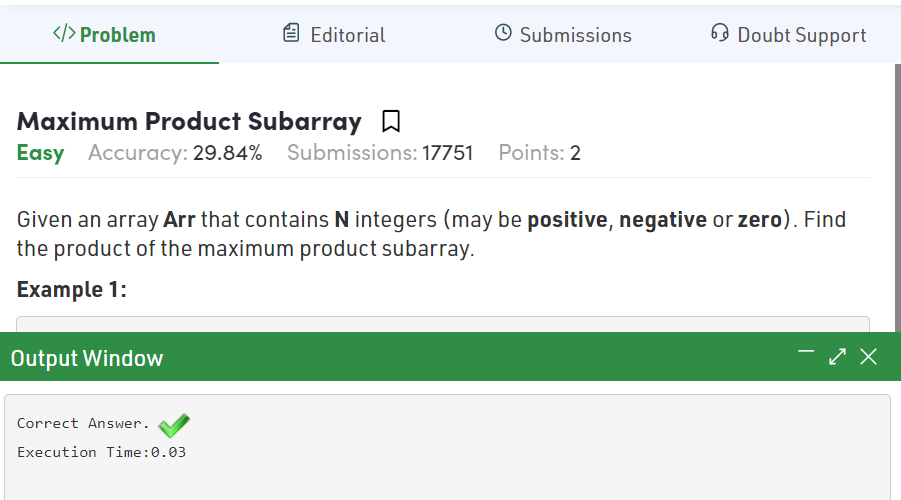 </> Problem Editorial Submissions Doubt Support
Maximum Product Subarray
Easy Accuracy: 29.84% Submissions: 17751 Points: 2
Given an array Arr that contains N integers (may be positive, negative or zero). Find
the product of the maximum product subarray.
Example 1:
Output Window
Correct Answer.
Execution Time:0.03